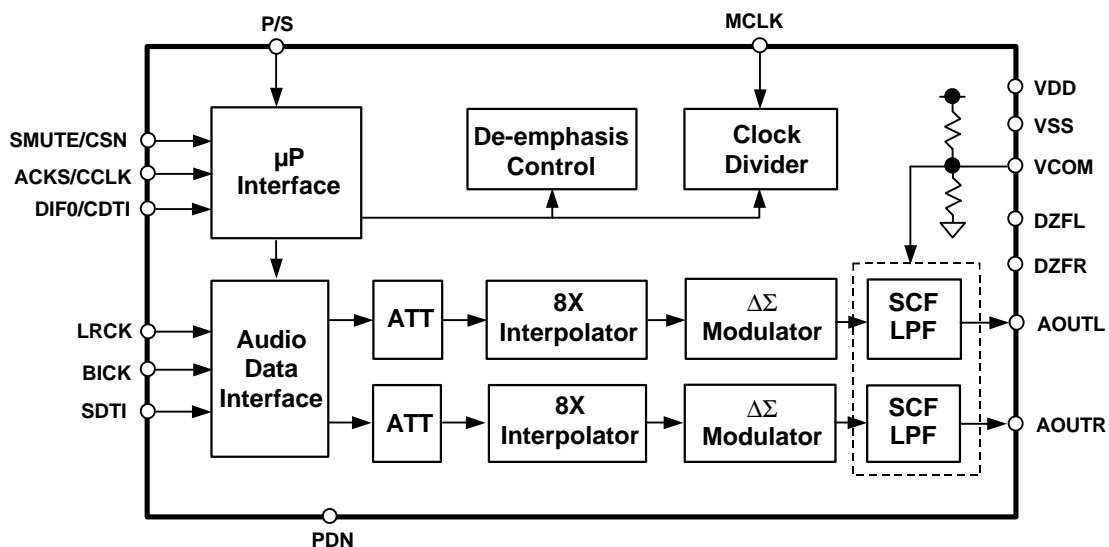 P/S
MCLK
VDD
VSS
VCOM
DZFL
DZFR
AOUTL
AOUTR
SMUTE/CSN
ACKS/CCLK
DIF0/CDTI
µP
Interface
De-emphasis
Control
Clock
Divider
LRCK
BICK
SDTI
Audio
Data
Interface
ATT
8X
Interpolator
ΔΣ
Modulator
SCF
LPF
ATT
8X
Interpolator
ΔΣ
Modulator
SCF
LPF
PDN